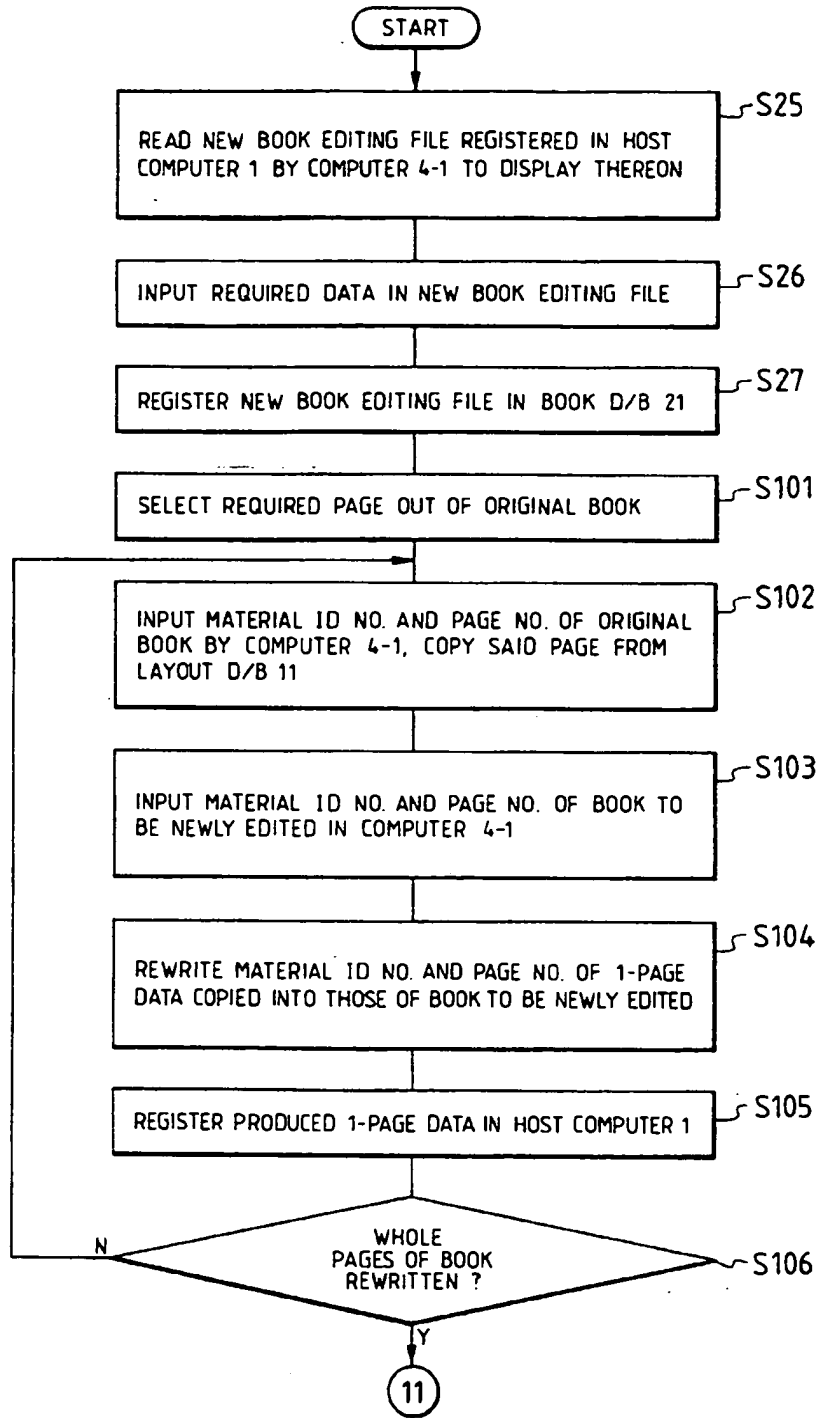 START
S25
READ NEW BOOK EDITING FILE REGISTERED IN HOST
COMPUTER 1 BY COMPUTER 4-1 TO DISPLAY THEREON
S26
INPUT REQUIRED DATA IN NEW BOOK EDITING FILE
S27
REGISTER NEW BOOK EDITING FILE IN BOOK D/B 21
S101
SELECT REQUIRED PAGE OUT OF ORIGINAL BOOK
S102
INPUT MATERIAL ID NO. AND PAGE NO. OF ORIGINAL
BOOK BY COMPUTER 4-1, COPY SAID PAGE FROM
LAYOUT D/B 11
S103
INPUT MATERIAL ID NO. AND PAGE NO. OF BOOK TO
BE NEWLY EDITED IN COMPUTER 4-1
S104
REWRITE MATERIAL ID NO. AND PAGE NO. OF 1-PAGE
DATA COPIED INTO THOSE OF BOOK TO BE NEWLY EDITED
S105
REGISTER PRODUCED 1-PAGE DATA IN HOST COMPUTER 1
N
WHOLE
PAGES OF BOOK
REWRITTEN ?
S106
Y
11